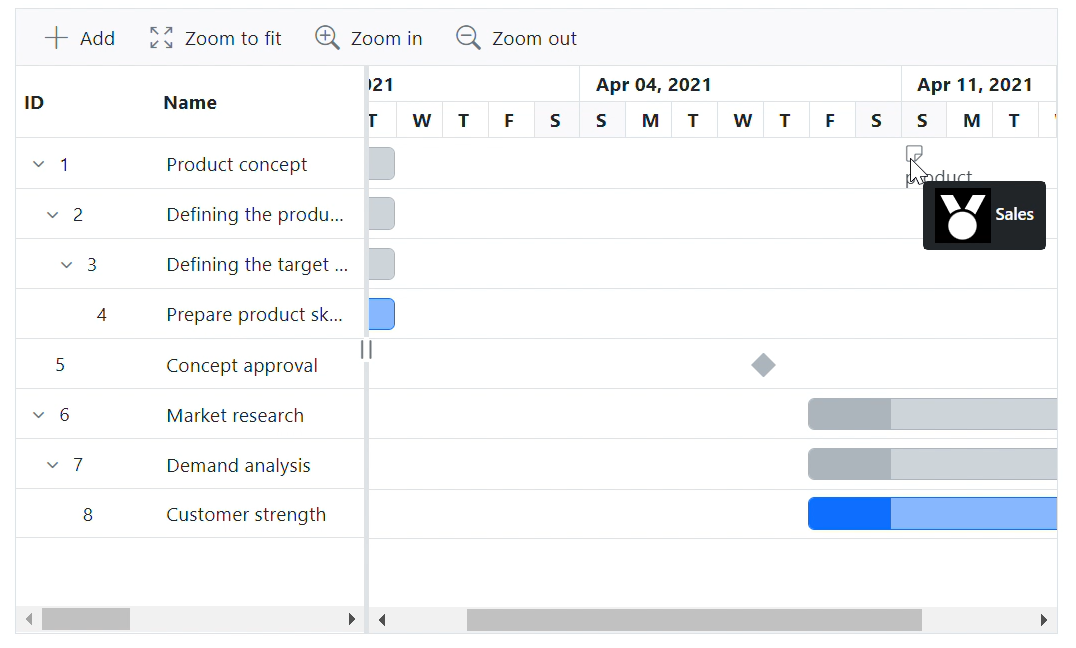 Add Zoom to fit Zoom in Zoom out
ID Name
021 Apr 04, 2021 Apr 11, 2021
T W T F S S M T W T F S S M T
1 Product concept
product
2 Defining the produ...
Sales
3 Defining the target ...
4 Prepare product sk...
5 Concept approval
6 Market research
7 Demand analysis
8 Customer strength